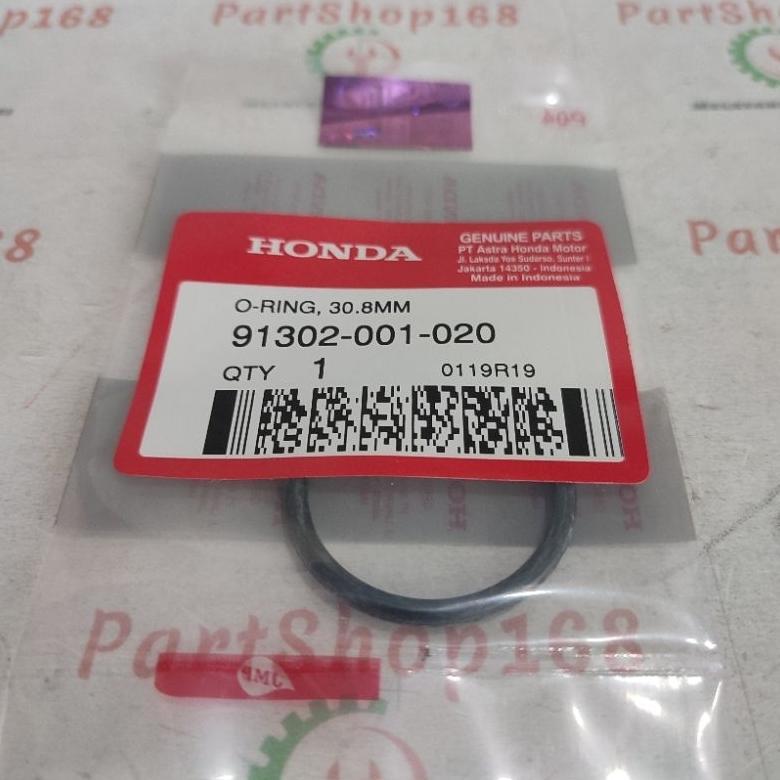 PartShop168
PartShop168
HONDA
GENUINE PARTS
PT Astra Honda Motor
Jl. Laksda Yos Sudarso, Sunter I
Jakarta 14350 - Indonesia
Made in Indonesia
O-RING, 30.8MM
91302-001-020
QTY 1
0119R19
PartShop168